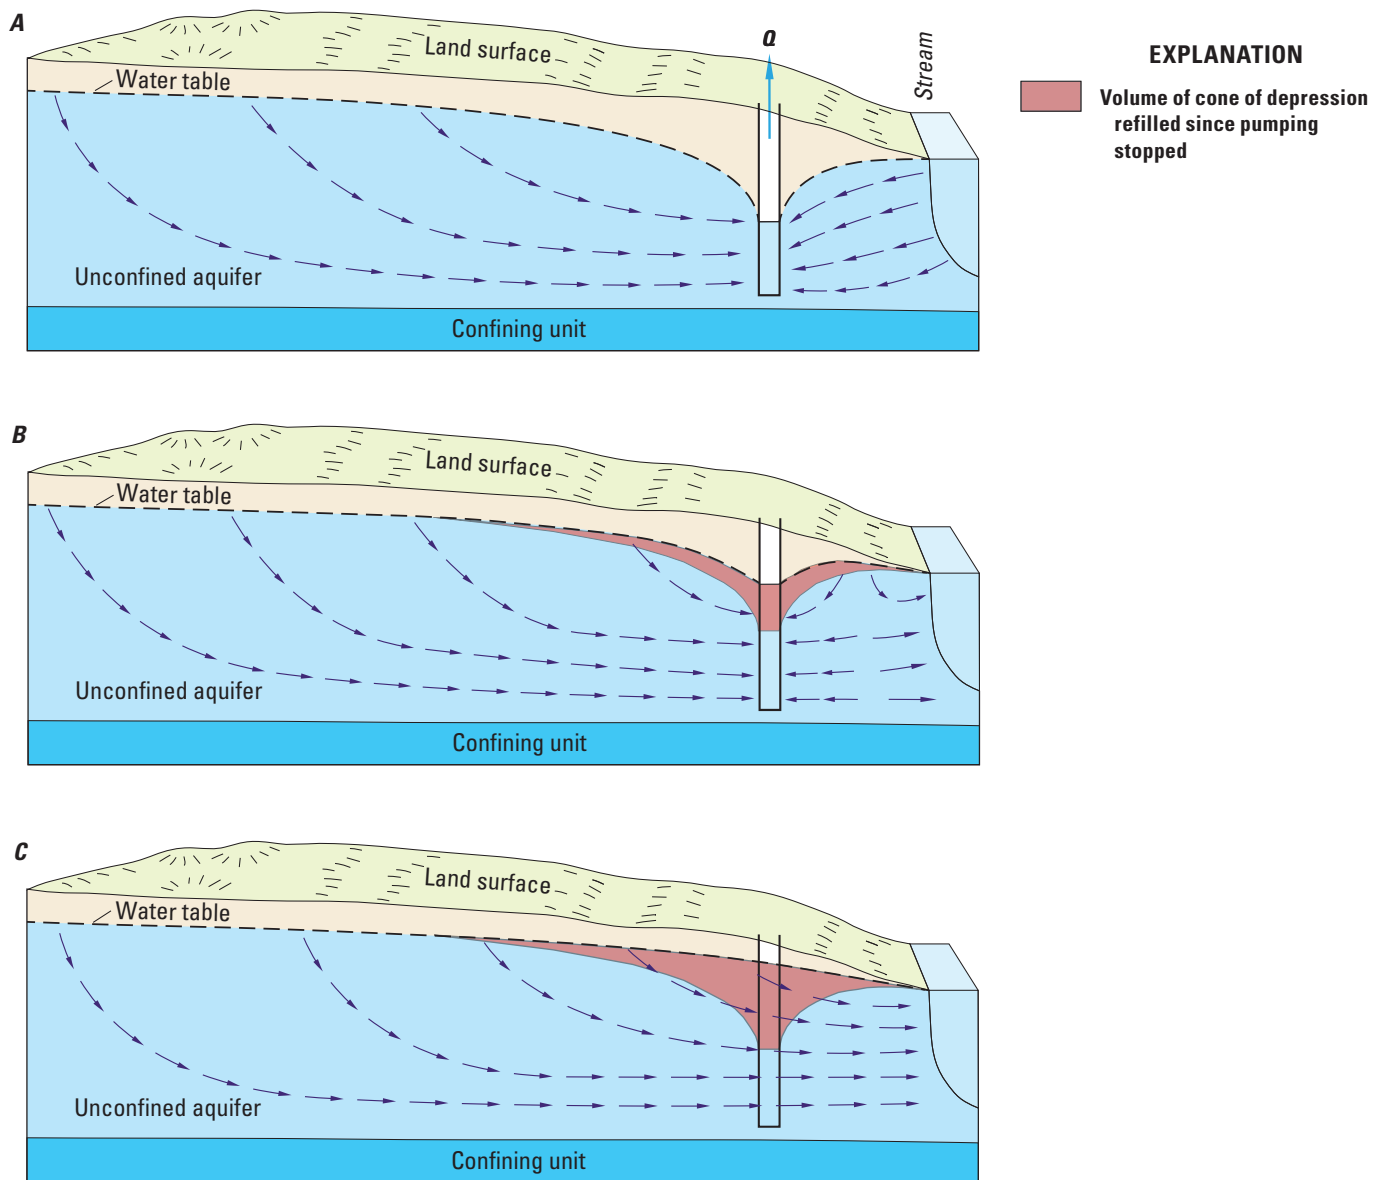 A
Land surface
Q
Stream
Water table
Unconfined aquifer
Confining unit
EXPLANATION
Volume of cone of depression
refilled since pumping
stopped
B
Land surface
Water table
Unconfined aquifer
Confining unit
C
Land surface
Water table
Unconfined aquifer
Confining unit